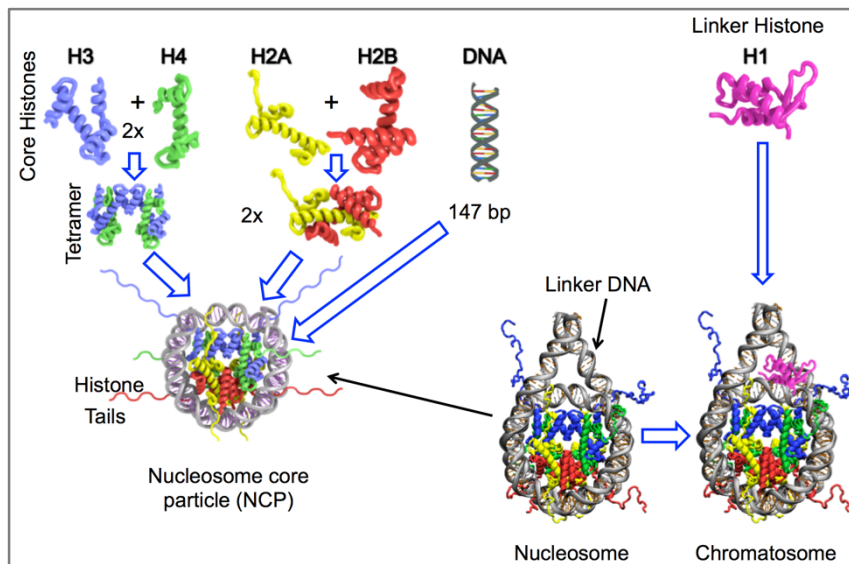 Linker Histone
H3 H4 H2A H2B DNA H1
Core Histones
+ +
2x
Tetramer
2x
147 bp
Linker DNA
Histone
Tails
Nucleosome core
particle (NCP)
Nucleosome Chromatosome